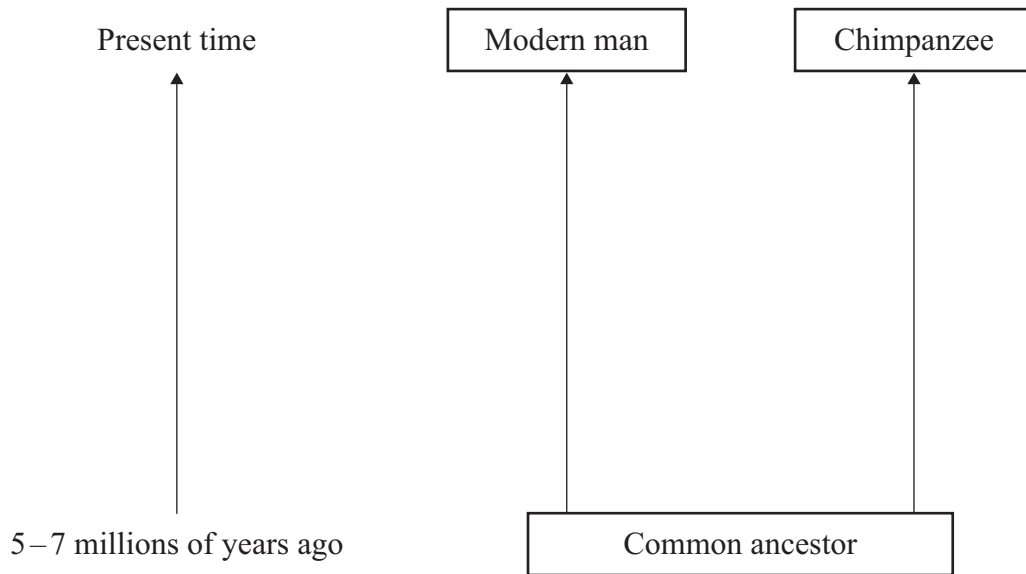 Present time
Modern man
Chimpanzee
5–7 millions of years ago
Common ancestor